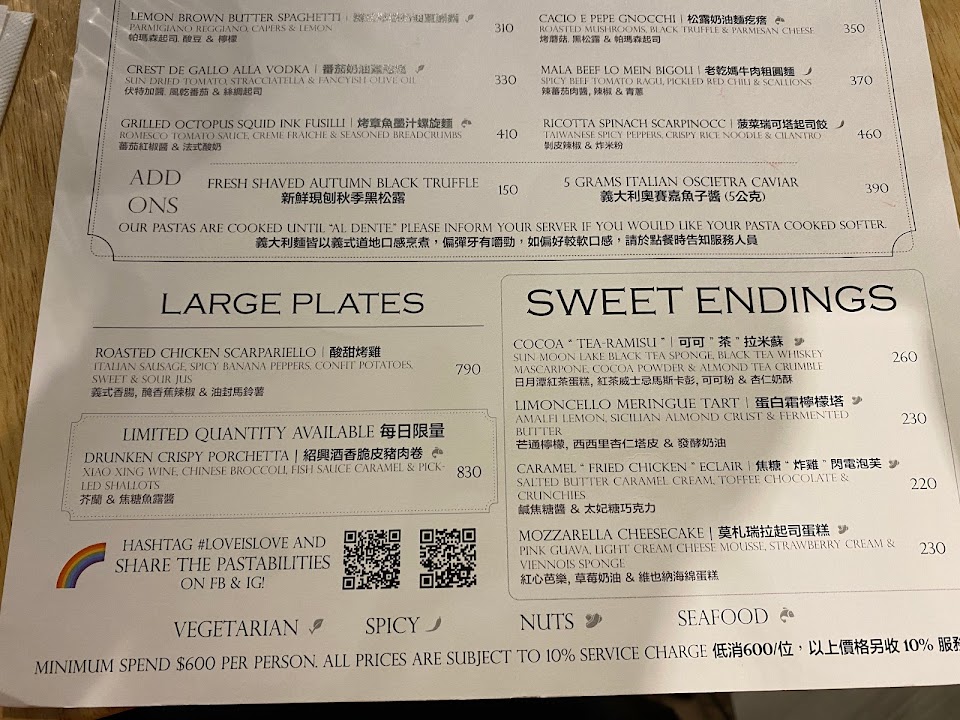 LEMON BROWN BUTTER SPAGHETTI |
PARMIGIANO REGGIANO, CAPERS & LEMON 310
帕瑪森起司, 酸豆 & 檸檬
CREST DE GALLO ALLA VODKA | 番茄奶油
SUN DRIED TOMATO, STRACCIATELLA & FANCYFISH OLIVE OIL 330
伏特加醬, 風乾番茄 & 絲綢起司
GRILLED OCTOPUS SQUID INK FUSILLI | 烤章魚墨汁螺旋麵
ROMESCO TOMATO SAUCE, CREME FRAICHE & SEASONED BREADCRUMBS 410
蕃茄紅椒醬 & 法式酸奶
CACIO E PEPE GNOCCHI | 松露奶油麵疙瘩
ROASTED MUSHROOMS, BLACK TRUFFLE & PARMESAN CHEESE 350
烤蘑菇, 黑松露 & 帕瑪森起司
MALA BEEF LO MEIN BIGOLI | 老乾媽牛肉粗圓麵
SPICY BEEF TOMATO RAGU, PICKLED RED CHILI & SCALLIONS 370
辣蕃茄肉醬, 辣椒 & 青蔥
RICOTTA SPINACH SCARPINOCC | 菠菜瑞可塔起司餃
TAIWANESE SPICY PEPPERS, CRISPY RICE NOODLE & CILANTRO 460
剝皮辣椒 & 炸米粉
ADD
ONS
FRESH SHAVED AUTUMN BLACK TRUFFLE 150
新鮮現刨秋季黑松露
5 GRAMS ITALIAN OSCIETRA CAVIAR 390
義大利奧賽嘉魚子醬 (5公克)
OUR PASTAS ARE COOKED UNTIL "AL DENTE." PLEASE INFORM YOUR SERVER IF YOU WOULD LIKE YOUR PASTA COOKED SOFTER.
義大利麵皆以義式道地口感烹煮，偏彈牙有嚼勁，如偏好較軟口感，請於點餐時告知服務人員
LARGE PLATES
ROASTED CHICKEN SCARPARIELLO | 酸甜烤雞
ITALIAN SAUSAGE, SPICY BANANA PEPPERS, CONFIT POTATOES, 790
SWEET & SOUR JUS
義式香腸, 醃香蕉辣椒 & 油封馬鈴薯
LIMITED QUANTITY AVAILABLE 每日限量
DRUNKEN CRISPY PORCHETTA | 紹興酒香脆皮豬肉卷
XIAO XING WINE, CHINESE BROCCOLI, FISH SAUCE CARAMEL & PICK- 830
LED SHALLOTS
芥蘭 & 焦糖魚露醬
HASHTAG #LOVEISLOVE AND
SHARE THE PASTABILITIES
ON FB & IG!
SWEET ENDINGS
COCOA " TEA-RAMISU " | 可可 " 茶 " 拉米蘇
SUN MOON LAKE BLACK TEA SPONGE, BLACK TEA WHISKEY 260
MASCARPONE, COCOA POWDER & ALMOND TEA CRUMBLE
日月潭紅茶蛋糕, 紅茶威士忌馬斯卡彭, 可可粉 & 杏仁奶酥
LIMONCELLO MERINGUE TART | 蛋白霜檸檬塔
AMALFI LEMON, SICILIAN ALMOND CRUST & FERMENTED 230
BUTTER
芒通檸檬, 西西里杏仁塔皮 & 發酵奶油
CARAMEL " FRIED CHICKEN " ECLAIR | 焦糖 " 炸雞 " 閃電泡芙
SALTED BUTTER CARAMEL CREAM, TOFFEE CHOCOLATE & 220
CRUNCHIES
鹹焦糖醬 & 太妃糖巧克力
MOZZARELLA CHEESECAKE | 莫札瑞拉起司蛋糕
PINK GUAVA, LIGHT CREAM CHEESE MOUSSE, STRAWBERRY CREAM & 230
VIENNOIS SPONGE
紅心芭樂, 草莓奶油 & 維也納海綿蛋糕
VEGETARIAN SPICY NUTS SEAFOOD
MINIMUM SPEND $600 PER PERSON. ALL PRICES ARE SUBJECT TO 10% SERVICE CHARGE 低消600/位，以上價格另收 10% 服務